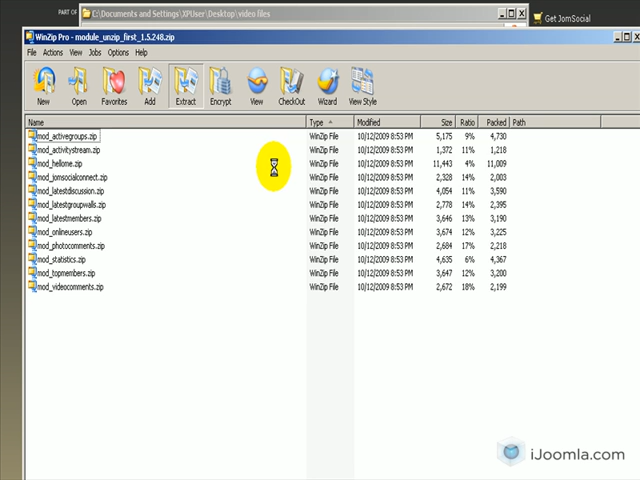 PART OF
C:\Documents and Settings\XPUser\Desktop\video files
Get JomSocial
WinZip Pro - module_unzip_first_1.5.248.zip
File Actions View Jobs Options Help
New Open Favorites Add Extract Encrypt View CheckOut Wizard View Style
Name Type Modified Size Ratio Packed Path
mod_activegroups.zip WinZip File 10/12/2009 8:53 PM 5,175 9% 4,730
mod_activitystream.zip WinZip File 10/12/2009 8:53 PM 1,372 11% 1,218
mod_hellome.zip WinZip File 10/12/2009 8:53 PM 11,443 4% 11,009
mod_jomsocialconnect.zip WinZip File 10/12/2009 8:53 PM 2,328 14% 2,003
mod_latestdiscussion.zip WinZip File 10/12/2009 8:53 PM 4,054 11% 3,590
mod_latestgroupwalls.zip WinZip File 10/12/2009 8:53 PM 2,778 14% 2,395
mod_latestmembers.zip WinZip File 10/12/2009 8:53 PM 3,646 13% 3,190
mod_onlineusers.zip WinZip File 10/12/2009 8:53 PM 3,674 12% 3,225
mod_photocomments.zip WinZip File 10/12/2009 8:53 PM 2,684 17% 2,218
mod_statistics.zip WinZip File 10/12/2009 8:53 PM 4,635 6% 4,367
mod_topmembers.zip WinZip File 10/12/2009 8:53 PM 3,647 12% 3,200
mod_videocomments.zip WinZip File 10/12/2009 8:53 PM 2,672 18% 2,199
iJoomla.com